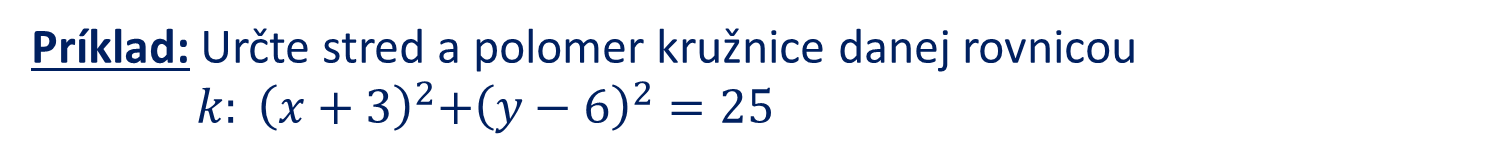 Príklad: Určte stred a polomer kružnice danej rovnicou
k: (x + 3)²+(y − 6)² = 25